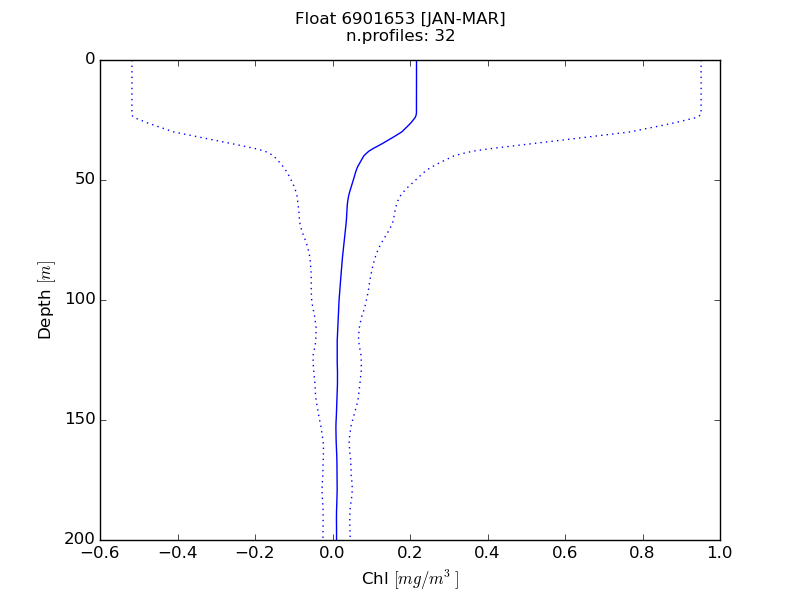 Float 6901653 [JAN-MAR]
n.profiles: 32
0
50
100
150
200
Depth [m]
−0.6 −0.4 −0.2 0.0 0.2 0.4 0.6 0.8 1.0
Chl [mg/m³]